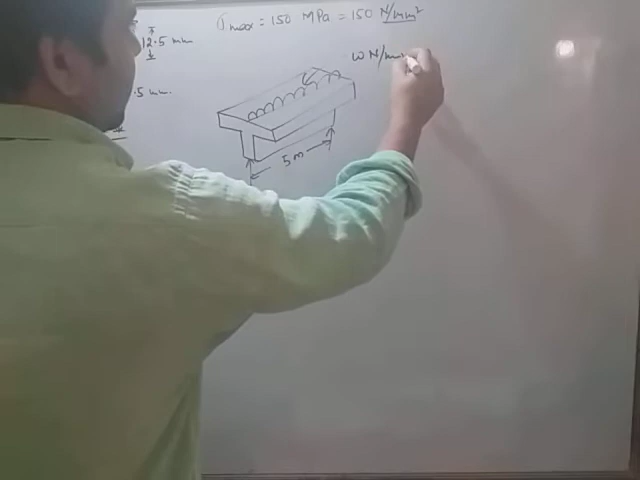 σmax = 150 MPa = 150 N/mm²
12.5 mm
ω N/mm
.5 mm.
5 m